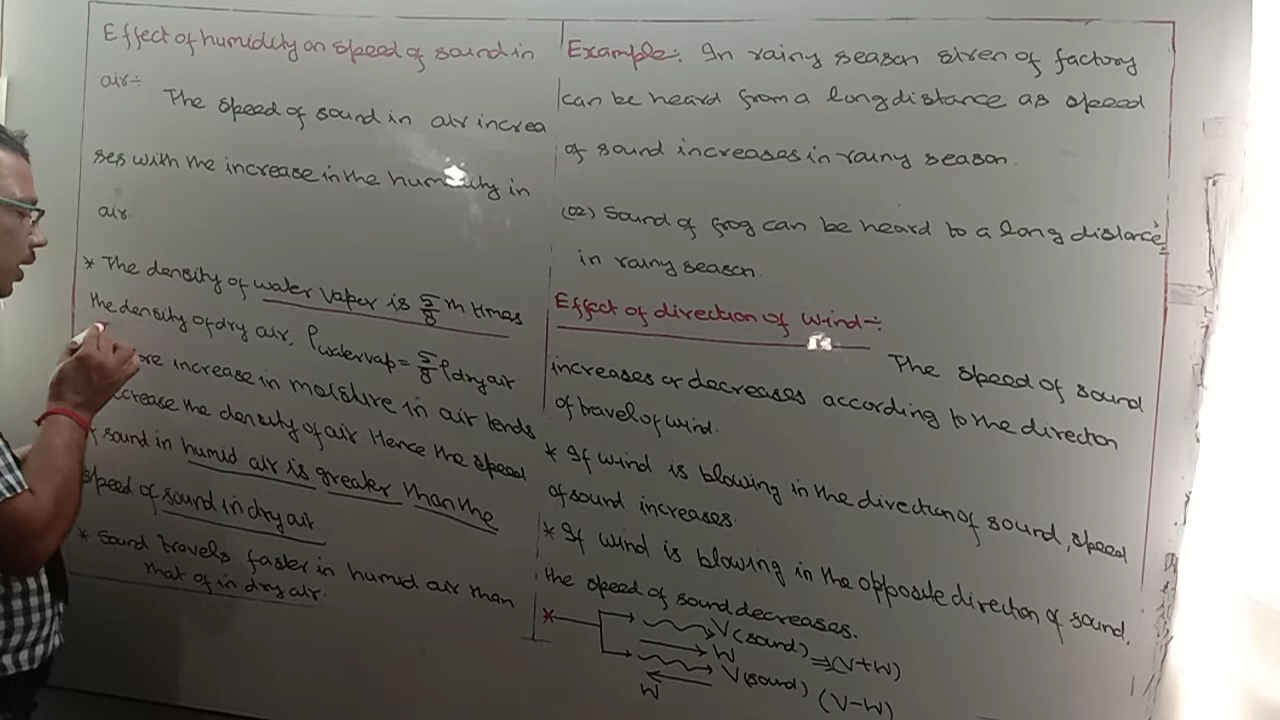 Effect of humidity on speed of sound in
air÷
The speed of sound in air increa
ses with the increase in the humidity in
air
* The density of water vaper is 5/8 th times
the density of dry air, ρwatervap = 5/8 ρdryair
ore increase in moisture in air tends
crease the density of air Hence the speed
f sound in humid air is greater than the
speed of sound in dry air
* Sound travels faster in humid air than
that of in dry air.
Example:- In rainy season siren of factory
can be heard from a long distance as speed
of sound increases in rainy season.
(02) Sound of frog can be heard to a long distance
in rainy season.
Effect of direction of wind÷
The speed of sound
increases or decreases according to the direction
of travel of wind.
* If wind is blowing in the direction of sound, speed
of sound increases.
* If wind is blowing in the opposite direction of sound,
the speed of sound decreases.
V(sound) ⇒(V+W)
W
V(sound) (V-W)
W